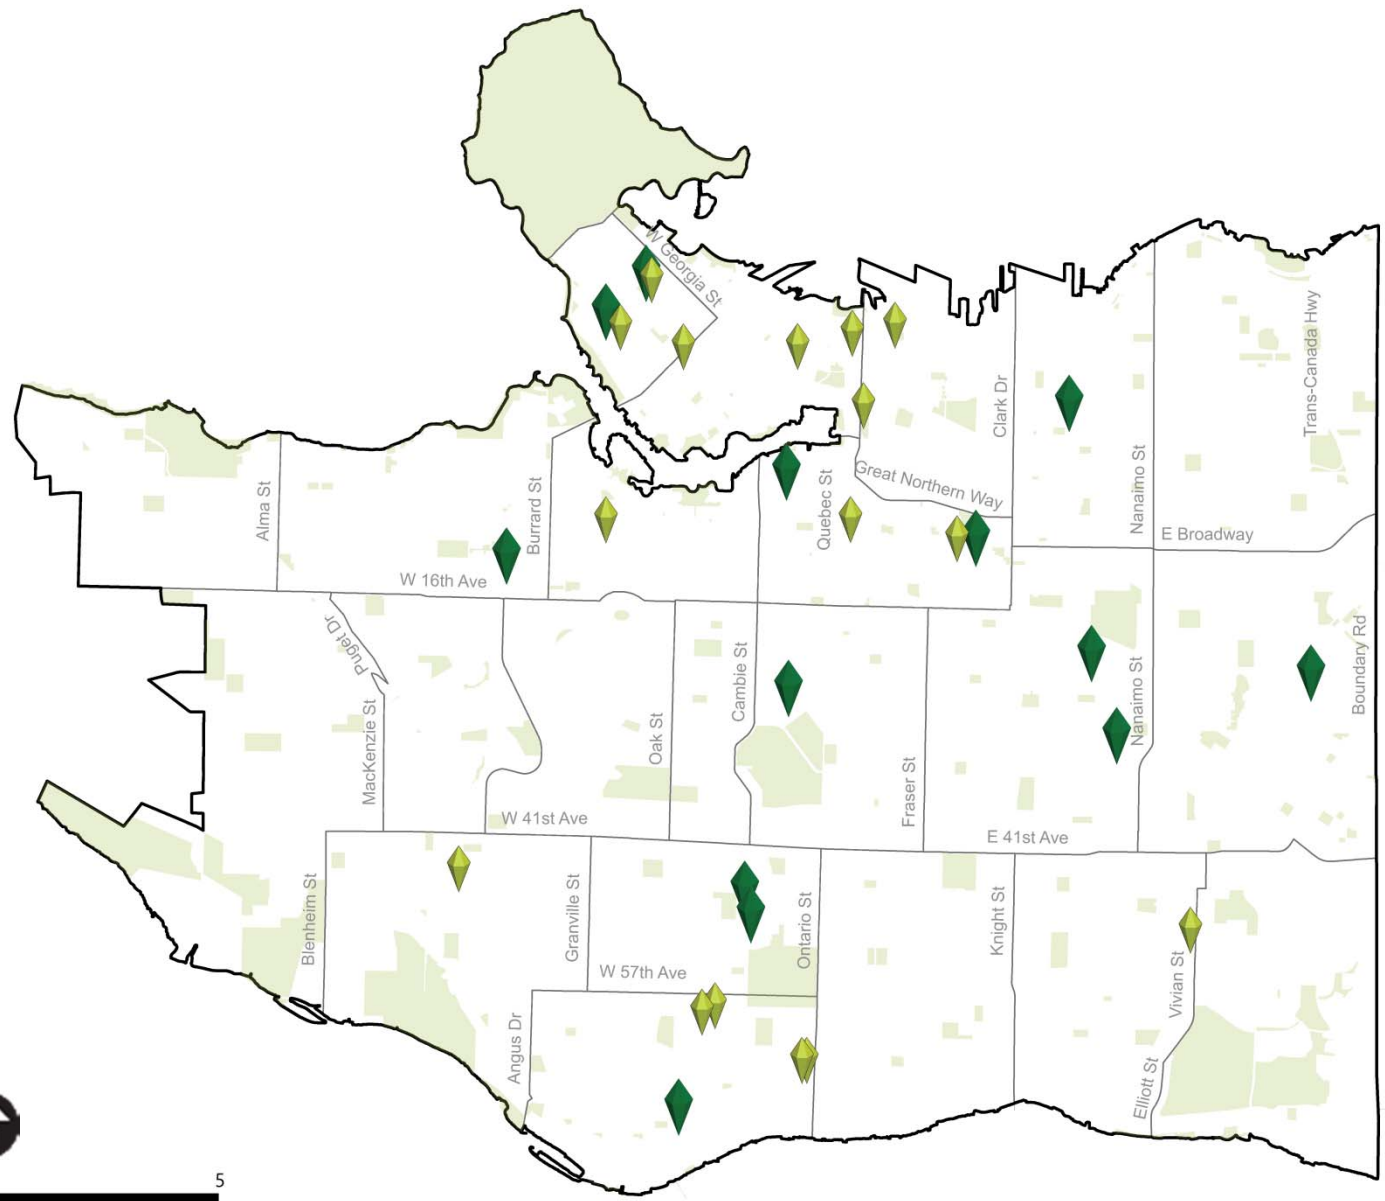 W Georgia St
Trans-Canada Hwy
Clark Dr
Nanaimo St
Alma St
Burrard St
Quebec St
Great Northern Way
E Broadway
W 16th Ave
Puget Dr
MacKenzie St
Oak St
Cambie St
Fraser St
Nanaimo St
Boundary Rd
W 41st Ave
E 41st Ave
Blenheim St
Granville St
Ontario St
Knight St
W 57th Ave
Vivian St
Angus Dr
Elliott St
5